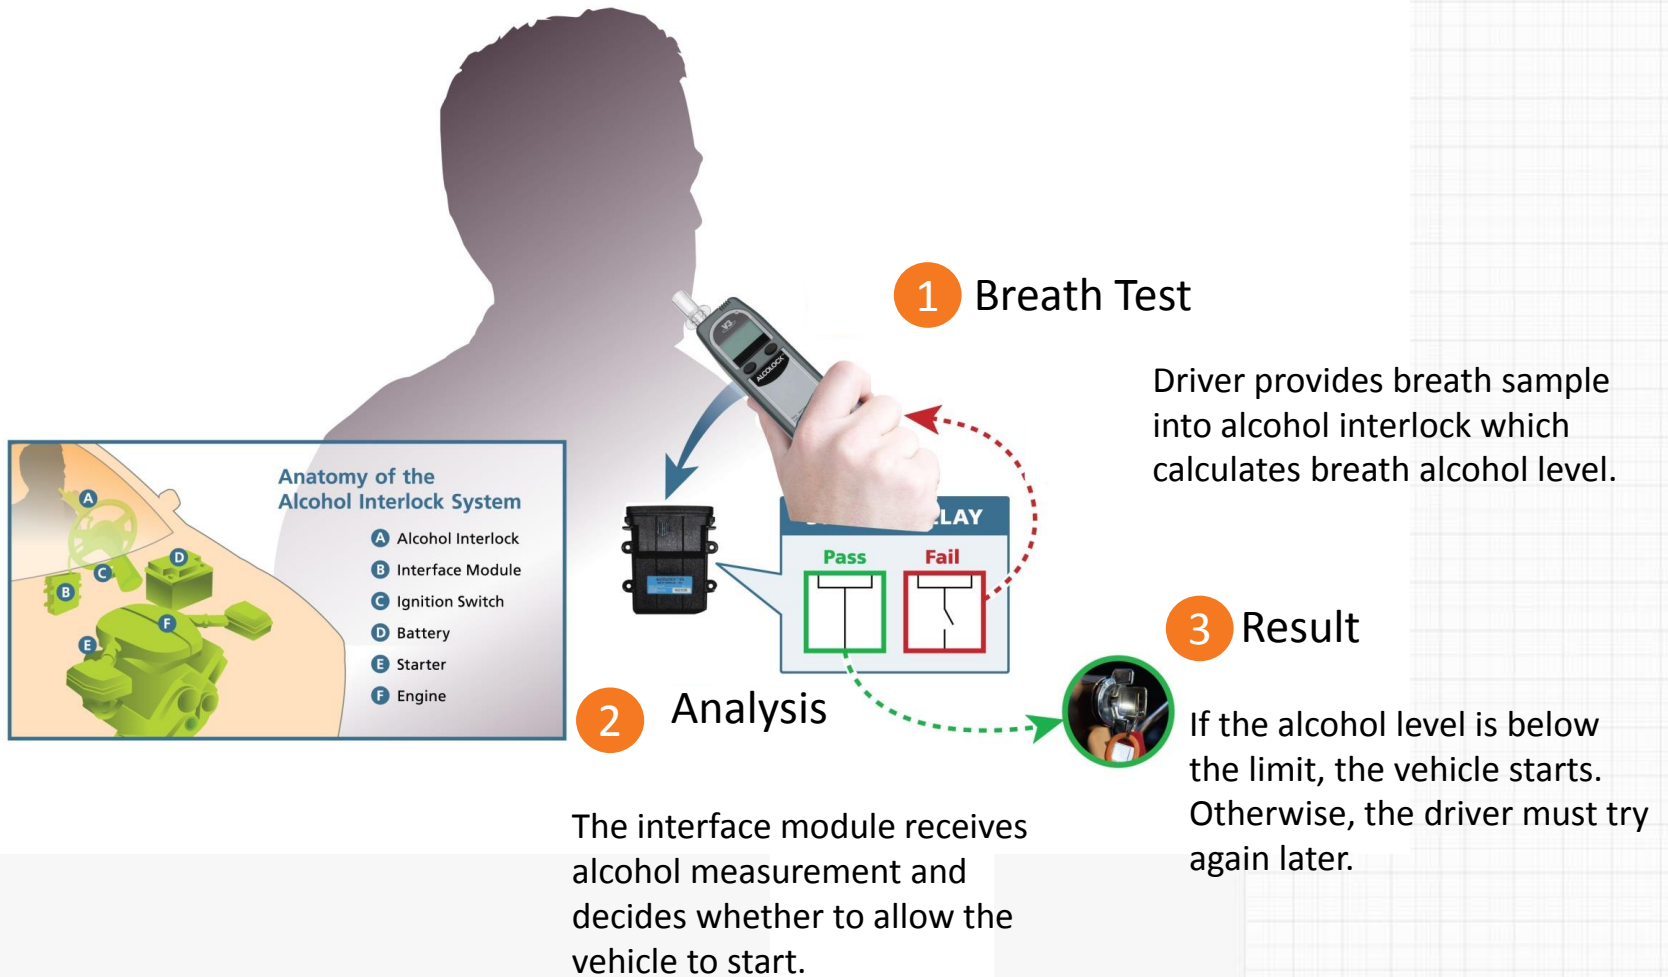 1 Breath Test
Driver provides breath sample
into alcohol interlock which
calculates breath alcohol level.
V3
ALCOLOCK
Anatomy of the
Alcohol Interlock System
A Alcohol Interlock
B Interface Module
C Ignition Switch
D Battery
E Starter
F Engine
A
B
C
D
E
F
LAY
Pass
Fail
2 Analysis
The interface module receives
alcohol measurement and
decides whether to allow the
vehicle to start.
3 Result
If the alcohol level is below
the limit, the vehicle starts.
Otherwise, the driver must try
again later.